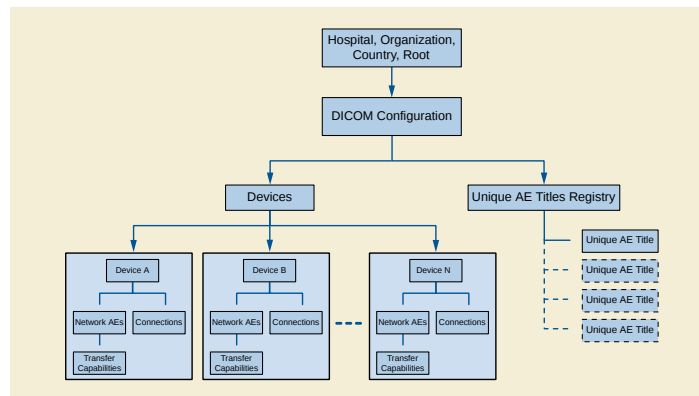 Hospital, Organization,
Country, Root
DICOM Configuration
Devices
Unique AE Titles Registry
Device A
Network AEs
Connections
Transfer
Capabilities
Device B
Network AEs
Connections
Transfer
Capabilities
Device N
Network AEs
Connections
Transfer
Capabilities
Unique AE Title
Unique AE Title
Unique AE Title
Unique AE Title